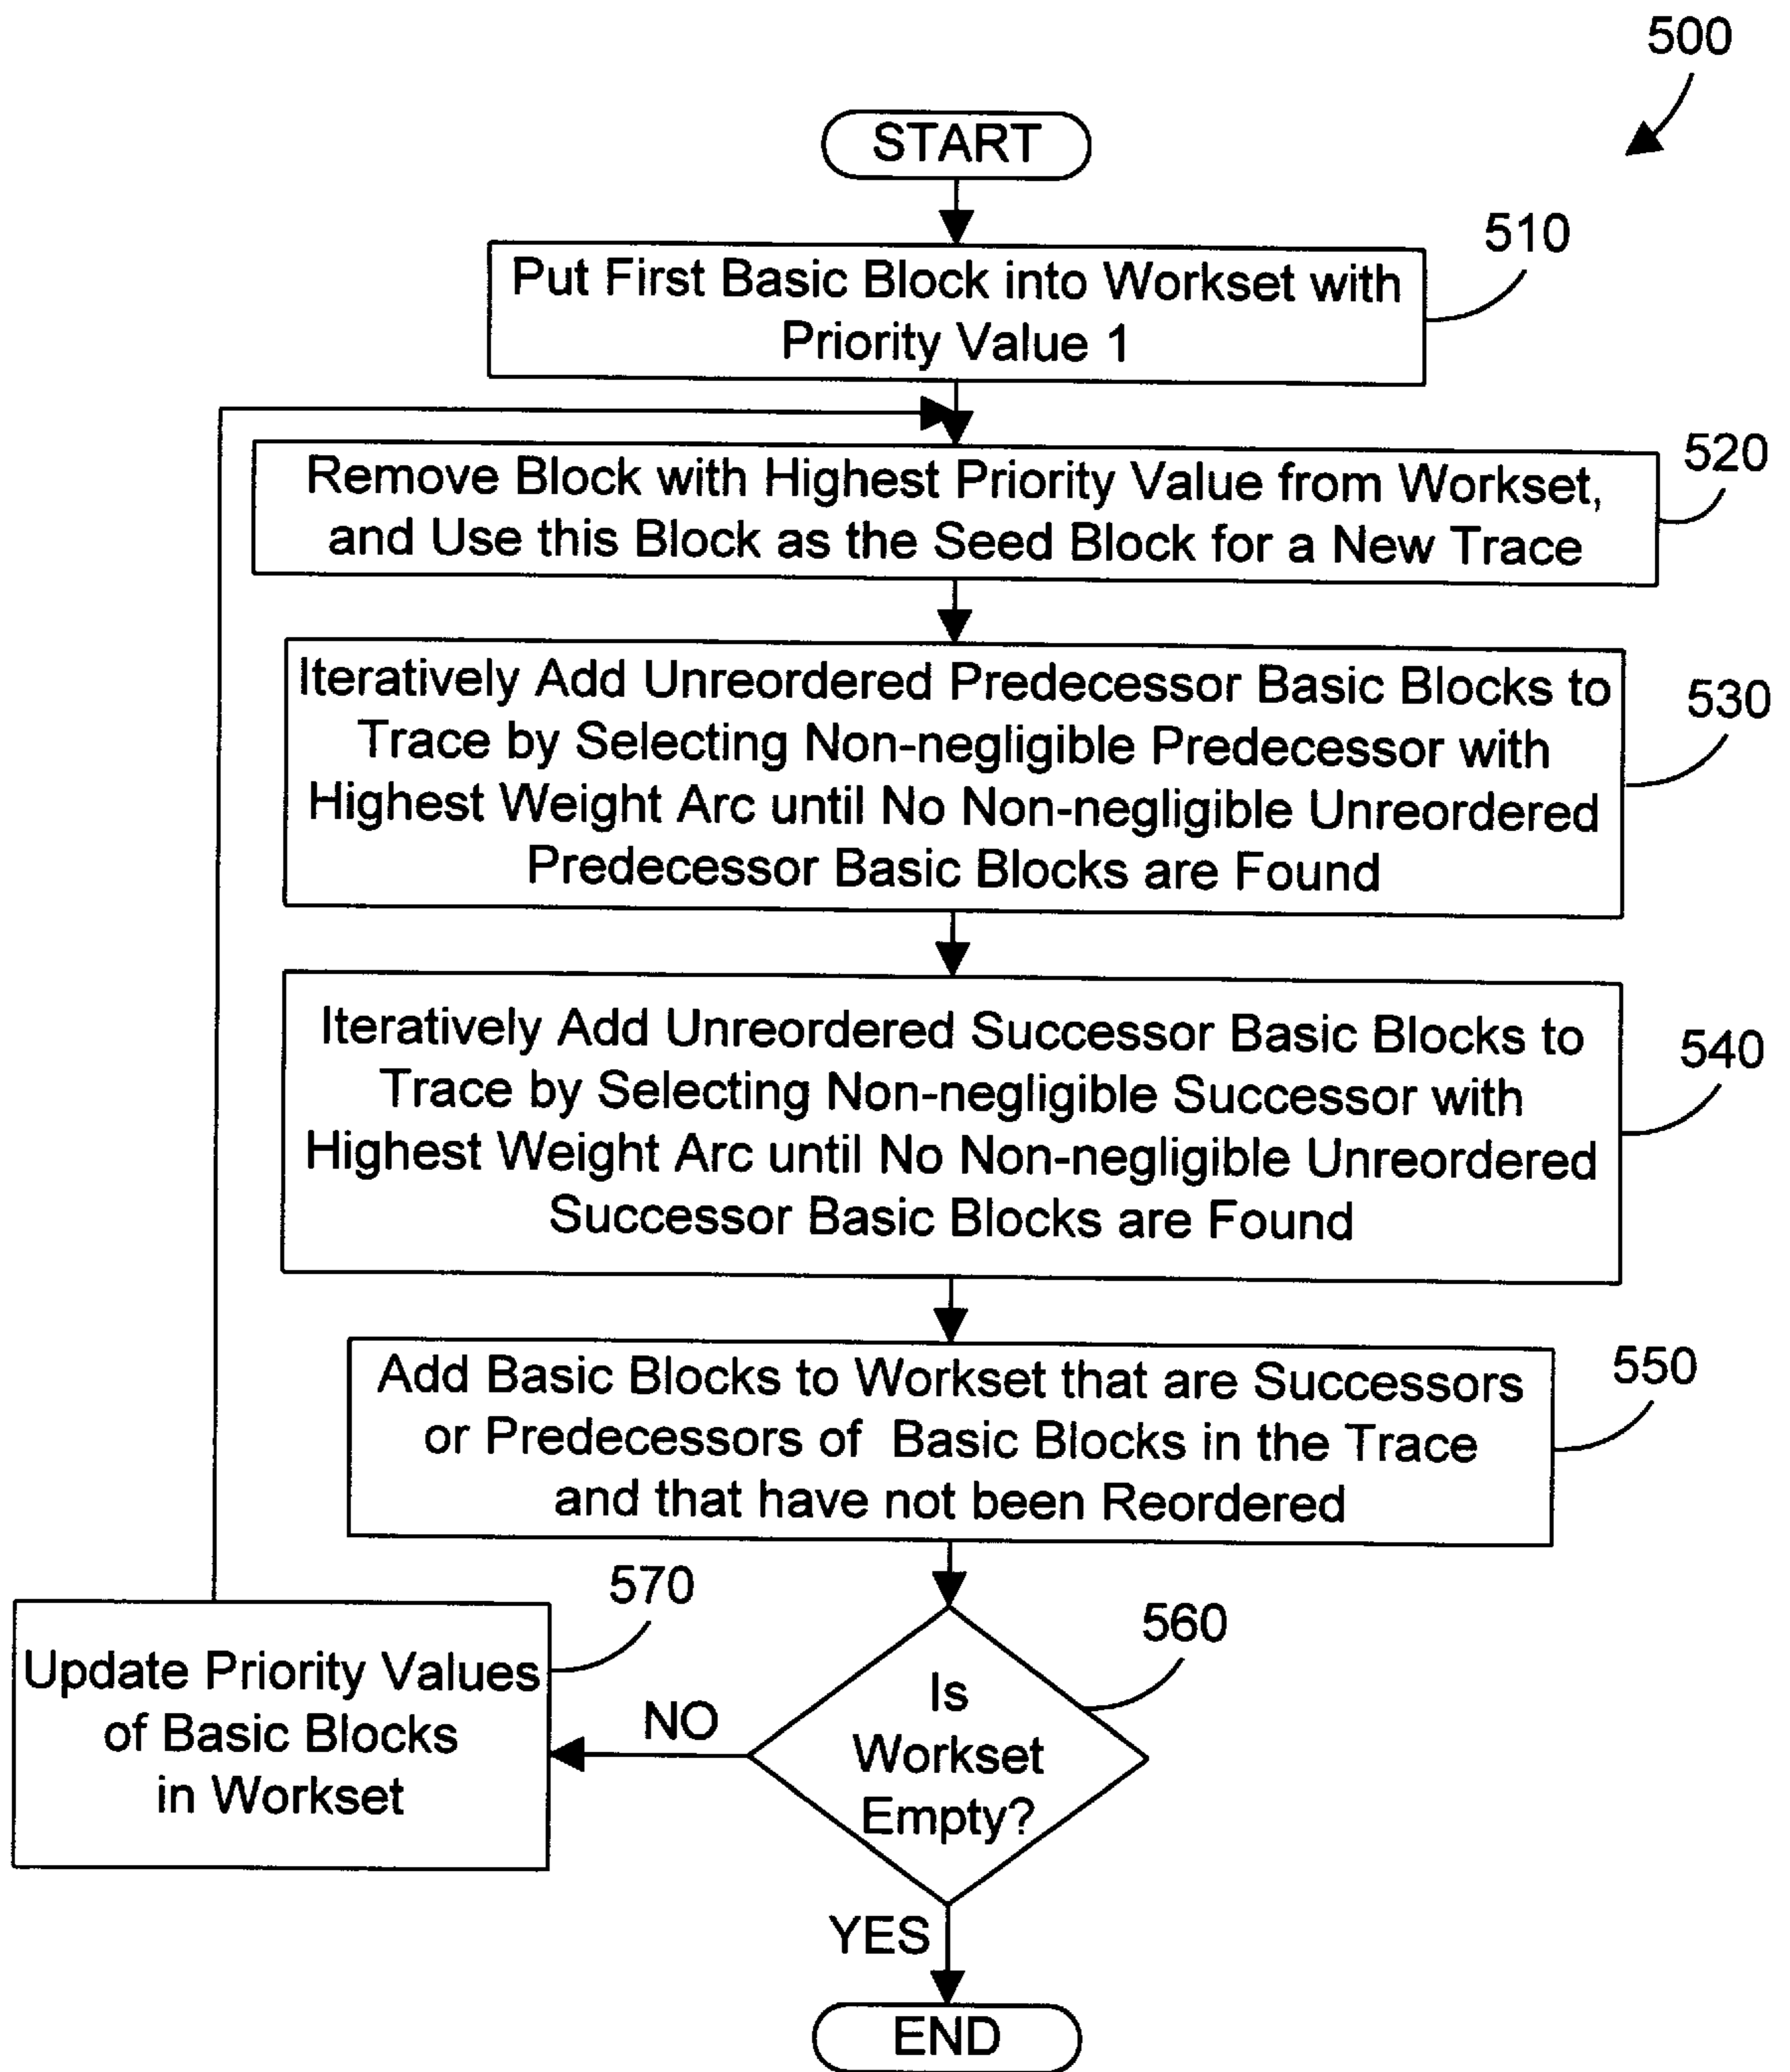 500
START
510
Put First Basic Block into Workset with
Priority Value 1
520
Remove Block with Highest Priority Value from Workset,
and Use this Block as the Seed Block for a New Trace
530
Iteratively Add Unreordered Predecessor Basic Blocks to
Trace by Selecting Non-negligible Predecessor with
Highest Weight Arc until No Non-negligible Unreordered
Predecessor Basic Blocks are Found
540
Iteratively Add Unreordered Successor Basic Blocks to
Trace by Selecting Non-negligible Successor with
Highest Weight Arc until No Non-negligible Unreordered
Successor Basic Blocks are Found
550
Add Basic Blocks to Workset that are Successors
or Predecessors of Basic Blocks in the Trace
and that have not been Reordered
570
Update Priority Values
of Basic Blocks
in Workset
NO
560
Is
Workset
Empty?
YES
END